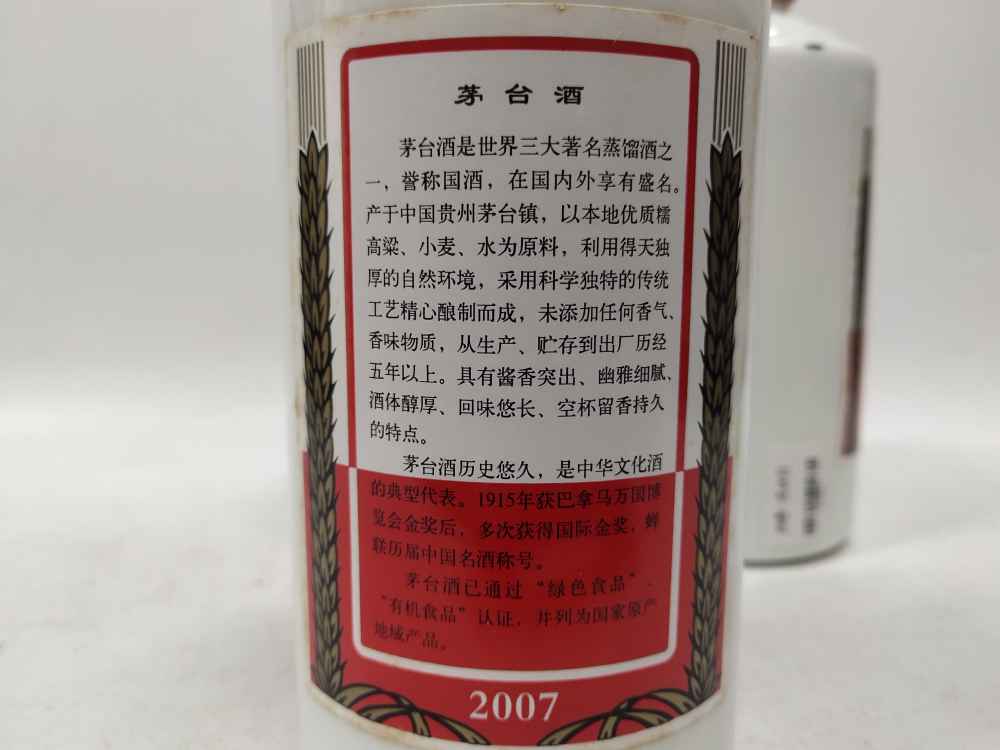 茅台酒
茅台酒是世界三大著名蒸馏酒之
一，誉称国酒，在国内外享有盛名。
产于中国贵州茅台镇，以本地优质糯
高粱、小麦、水为原料，利用得天独
厚的自然环境，采用科学独特的传统
工艺精心酿制而成，未添加任何香气、
香味物质，从生产、贮存到出厂历经
五年以上。具有酱香突出、幽雅细腻、
酒体醇厚、回味悠长、空杯留香持久
的特点。
茅台酒历史悠久，是中华文化酒
的典型代表。1915年获巴拿马万国博
览会金奖后，多次获得国际金奖，蝉
联历届中国名酒称号。
茅台酒已通过“绿色食品”、
“有机食品”认证，并列为国家原产
地域产品。
2007